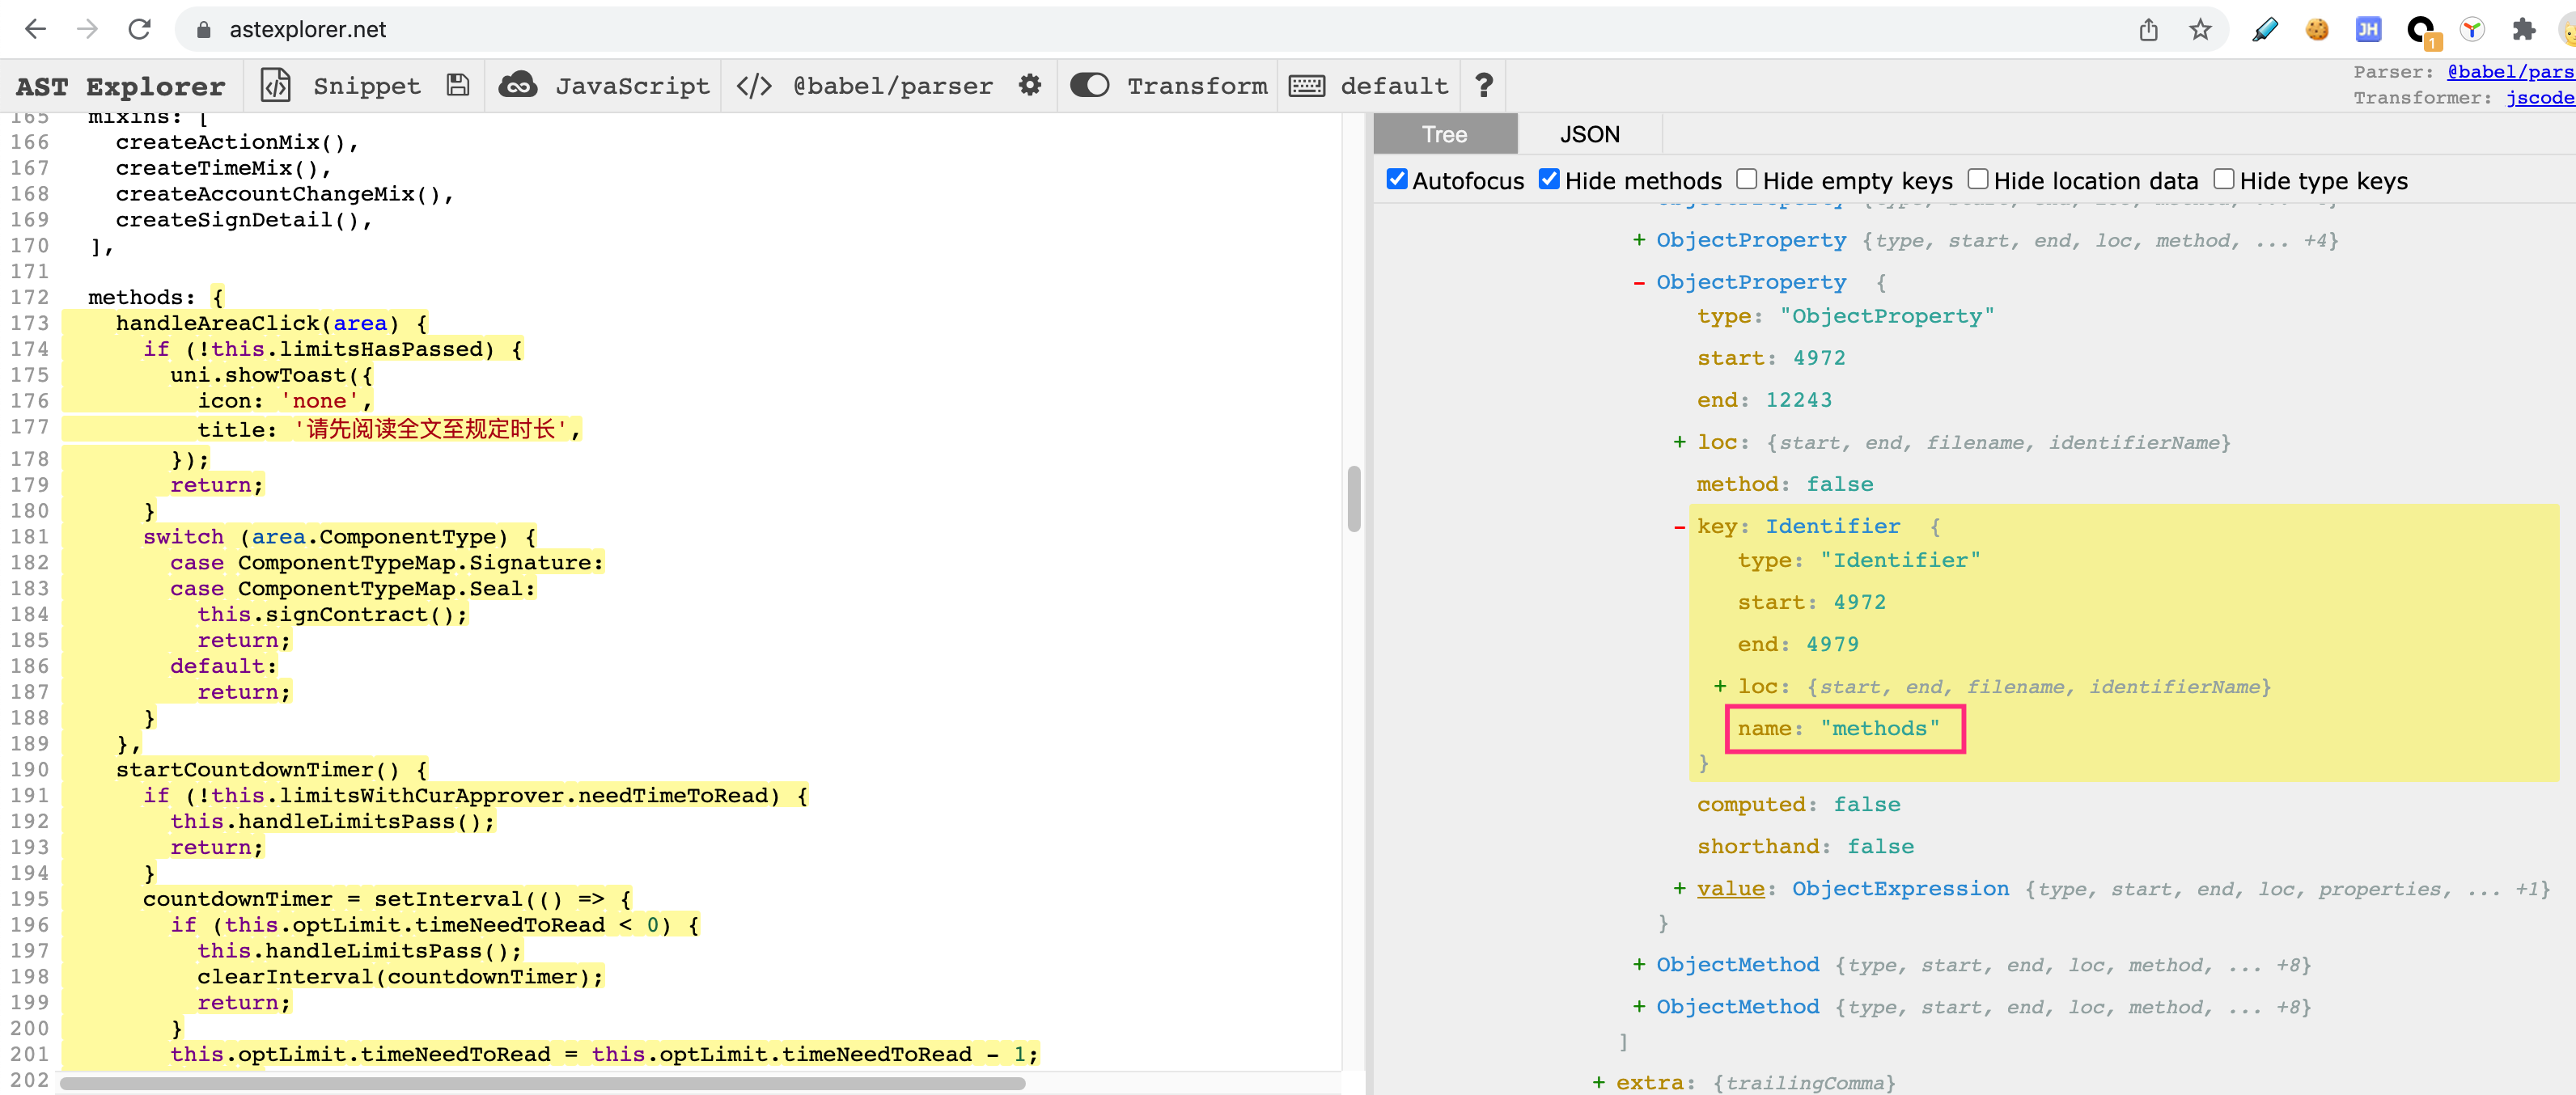 astexplorer.net
JH
1
AST Explorer
Snippet
JavaScript
</> @babel/parser
Transform
default
?
Parser: @babel/pars
Transformer: jscode
165 mixins: [
166 createActionMix(),
167 createTimeMix(),
168 createAccountChangeMix(),
169 createSignDetail(),
170 ],
171
172 methods: {
173 handleAreaClick(area) {
174 if (!this.limitsHasPassed) {
175 uni.showToast({
176 icon: 'none',
177 title: '请先阅读全文至规定时长',
178 });
179 return;
180 }
181 switch (area.ComponentType) {
182 case ComponentTypeMap.Signature:
183 case ComponentTypeMap.Seal:
184 this.signContract();
185 return;
186 default:
187 return;
188 }
189 },
190 startCountdownTimer() {
191 if (!this.limitsWithCurApprover.needTimeToRead) {
192 this.handleLimitsPass();
193 return;
194 }
195 countdownTimer = setInterval(() => {
196 if (this.optLimit.timeNeedToRead < 0) {
197 this.handleLimitsPass();
198 clearInterval(countdownTimer);
199 return;
200 }
201 this.optLimit.timeNeedToRead = this.optLimit.timeNeedToRead - 1;
202
Tree
JSON
Autofocus Hide methods Hide empty keys Hide location data Hide type keys
+ ObjectProperty {type, start, end, loc, method, ... +4}
- ObjectProperty {
type: "ObjectProperty"
start: 4972
end: 12243
+ loc: {start, end, filename, identifierName}
method: false
- key: Identifier {
type: "Identifier"
start: 4972
end: 4979
+ loc: {start, end, filename, identifierName}
name: "methods"
}
computed: false
shorthand: false
+ value: ObjectExpression {type, start, end, loc, properties, ... +1}
}
+ ObjectMethod {type, start, end, loc, method, ... +8}
+ ObjectMethod {type, start, end, loc, method, ... +8}
]
+ extra: {trailingComma}